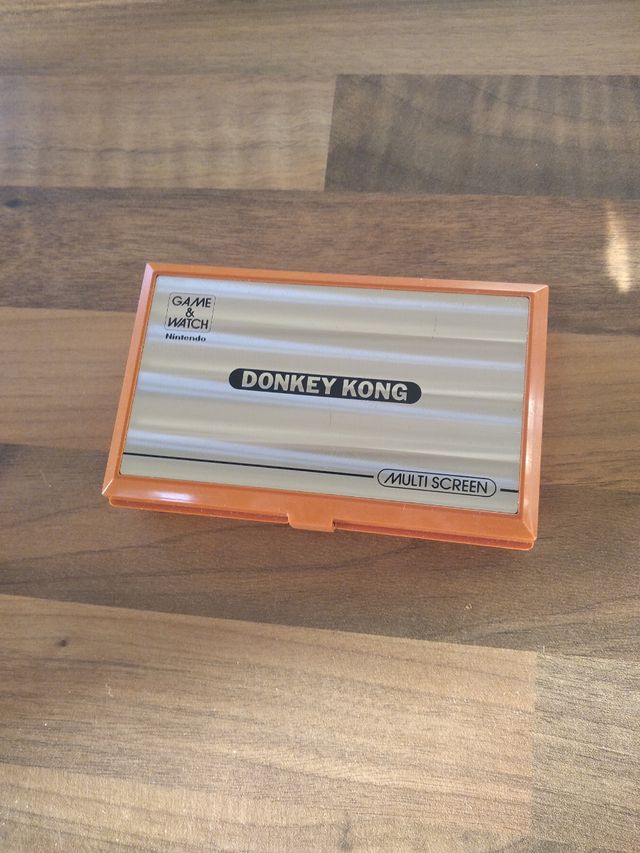 GAME
&
WATCH
Nintendo
DONKEY KONG
MULTI SCREEN